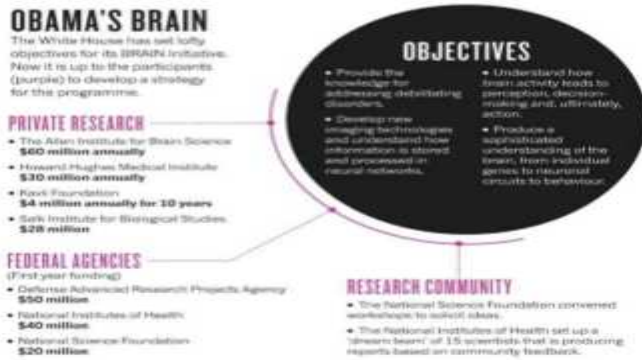 OBAMA'S BRAIN
The White House has set lofty
objectives for its BRAIN Initiative.
Now it is up to the participants
(purple) to develop a strategy
for the programme.
PRIVATE RESEARCH
• The Allen Institute for Brain Science
$60 million annually
• Howard Hughes Medical Institute
$30 million annually
• Kavli Foundation
$4 million annually for 10 years
• Salk Institute for Biological Studies
$28 million
FEDERAL AGENCIES
(First year funding)
• Defense Advanced Research Projects Agency
$50 million
• National Institutes of Health
$40 million
• National Science Foundation
$20 million
OBJECTIVES
• Provide the
knowledge for
addressing debilitating
disorders.
• Develop new
imaging technologies
and understand how
information is stored
and processed in
neural networks.
• Understand how
brain activity leads to
perception, decision-
making and, ultimately,
action.
• Produce a
sophisticated
understanding of the
brain, from individual
genes to neuronal
circuits to behaviour.
RESEARCH COMMUNITY
• The National Science Foundation convened
workshops to solicit ideas.
• The National Institutes of Health set up a
'dream team' of 15 scientists that is producing
reports based on community feedback.